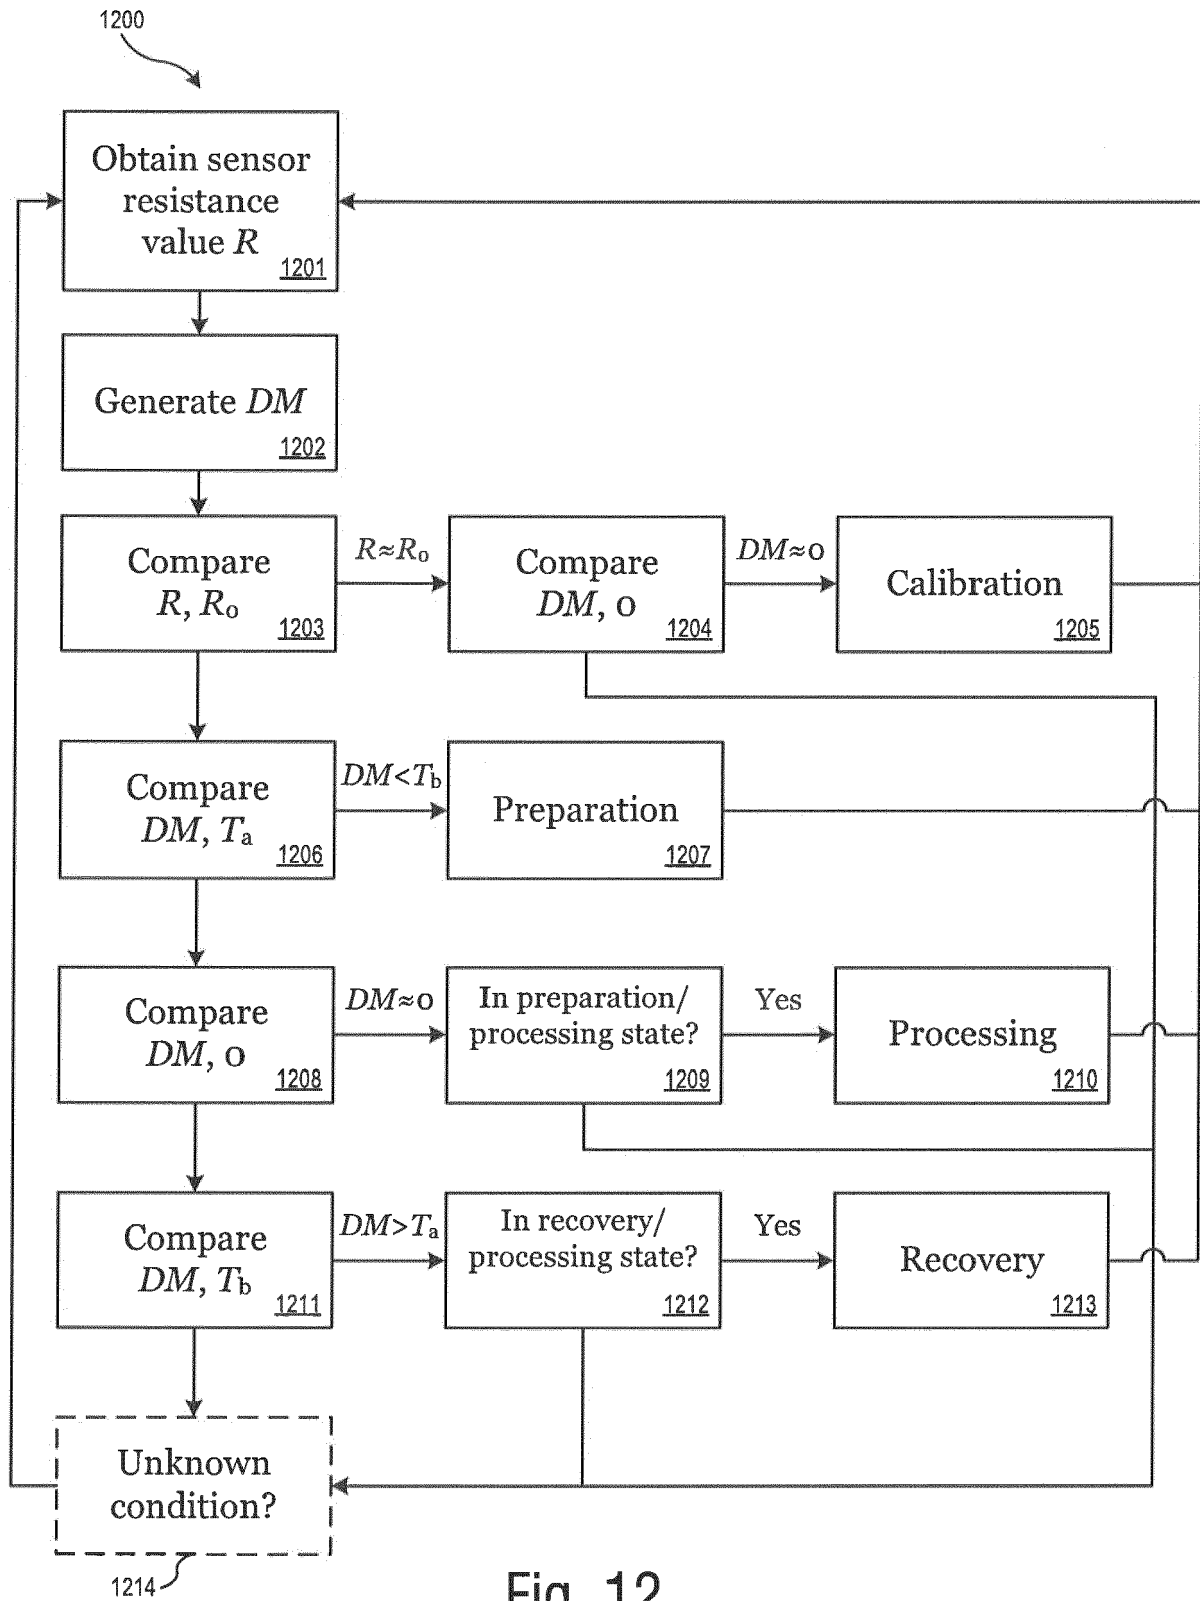 1200
Obtain sensor
resistance
value R
1201
Generate DM
1202
Compare
R, Ro
1203
R≈Ro
Compare
DM, 0
1204
DM≈0
Calibration
1205
Compare
DM, Ta
1206
DM<Tb
Preparation
1207
Compare
DM, 0
1208
DM≈0
In preparation/
processing state?
1209
Yes
Processing
1210
Compare
DM, Tb
1211
DM>Ta
In recovery/
processing state?
1212
Yes
Recovery
1213
Unknown
condition?
1214
Fig. 12